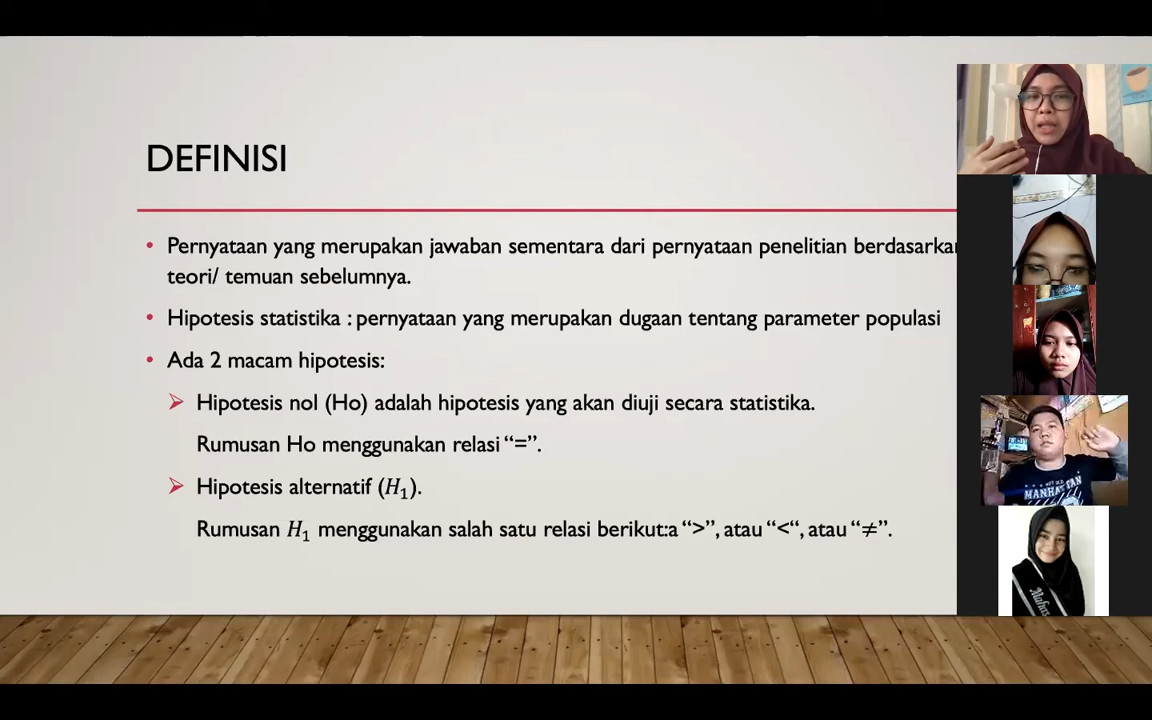 DEFINISI
• Pernyataan yang merupakan jawaban sementara dari pernyataan penelitian berdasarkan
teori/ temuan sebelumnya.
• Hipotesis statistika : pernyataan yang merupakan dugaan tentang parameter populasi
• Ada 2 macam hipotesis:
➢ Hipotesis nol (Ho) adalah hipotesis yang akan diuji secara statistika.
Rumusan Ho menggunakan relasi “=”.
➢ Hipotesis alternatif (H₁).
Rumusan H₁ menggunakan salah satu relasi berikut:a “>”, atau “<“, atau “≠”.
MANHATTAN